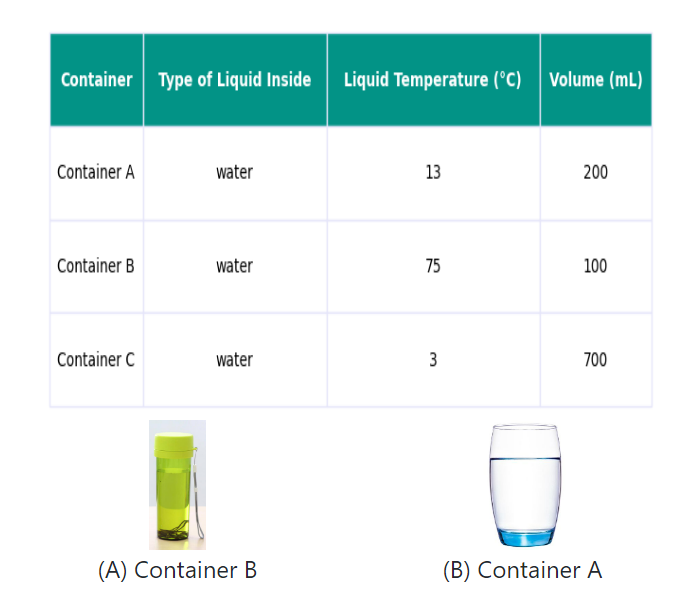 Container Type of Liquid Inside Liquid Temperature (°C) Volume (mL)
Container A water 13 200
Container B water 75 100
Container C water 3 700
(A) Container B (B) Container A